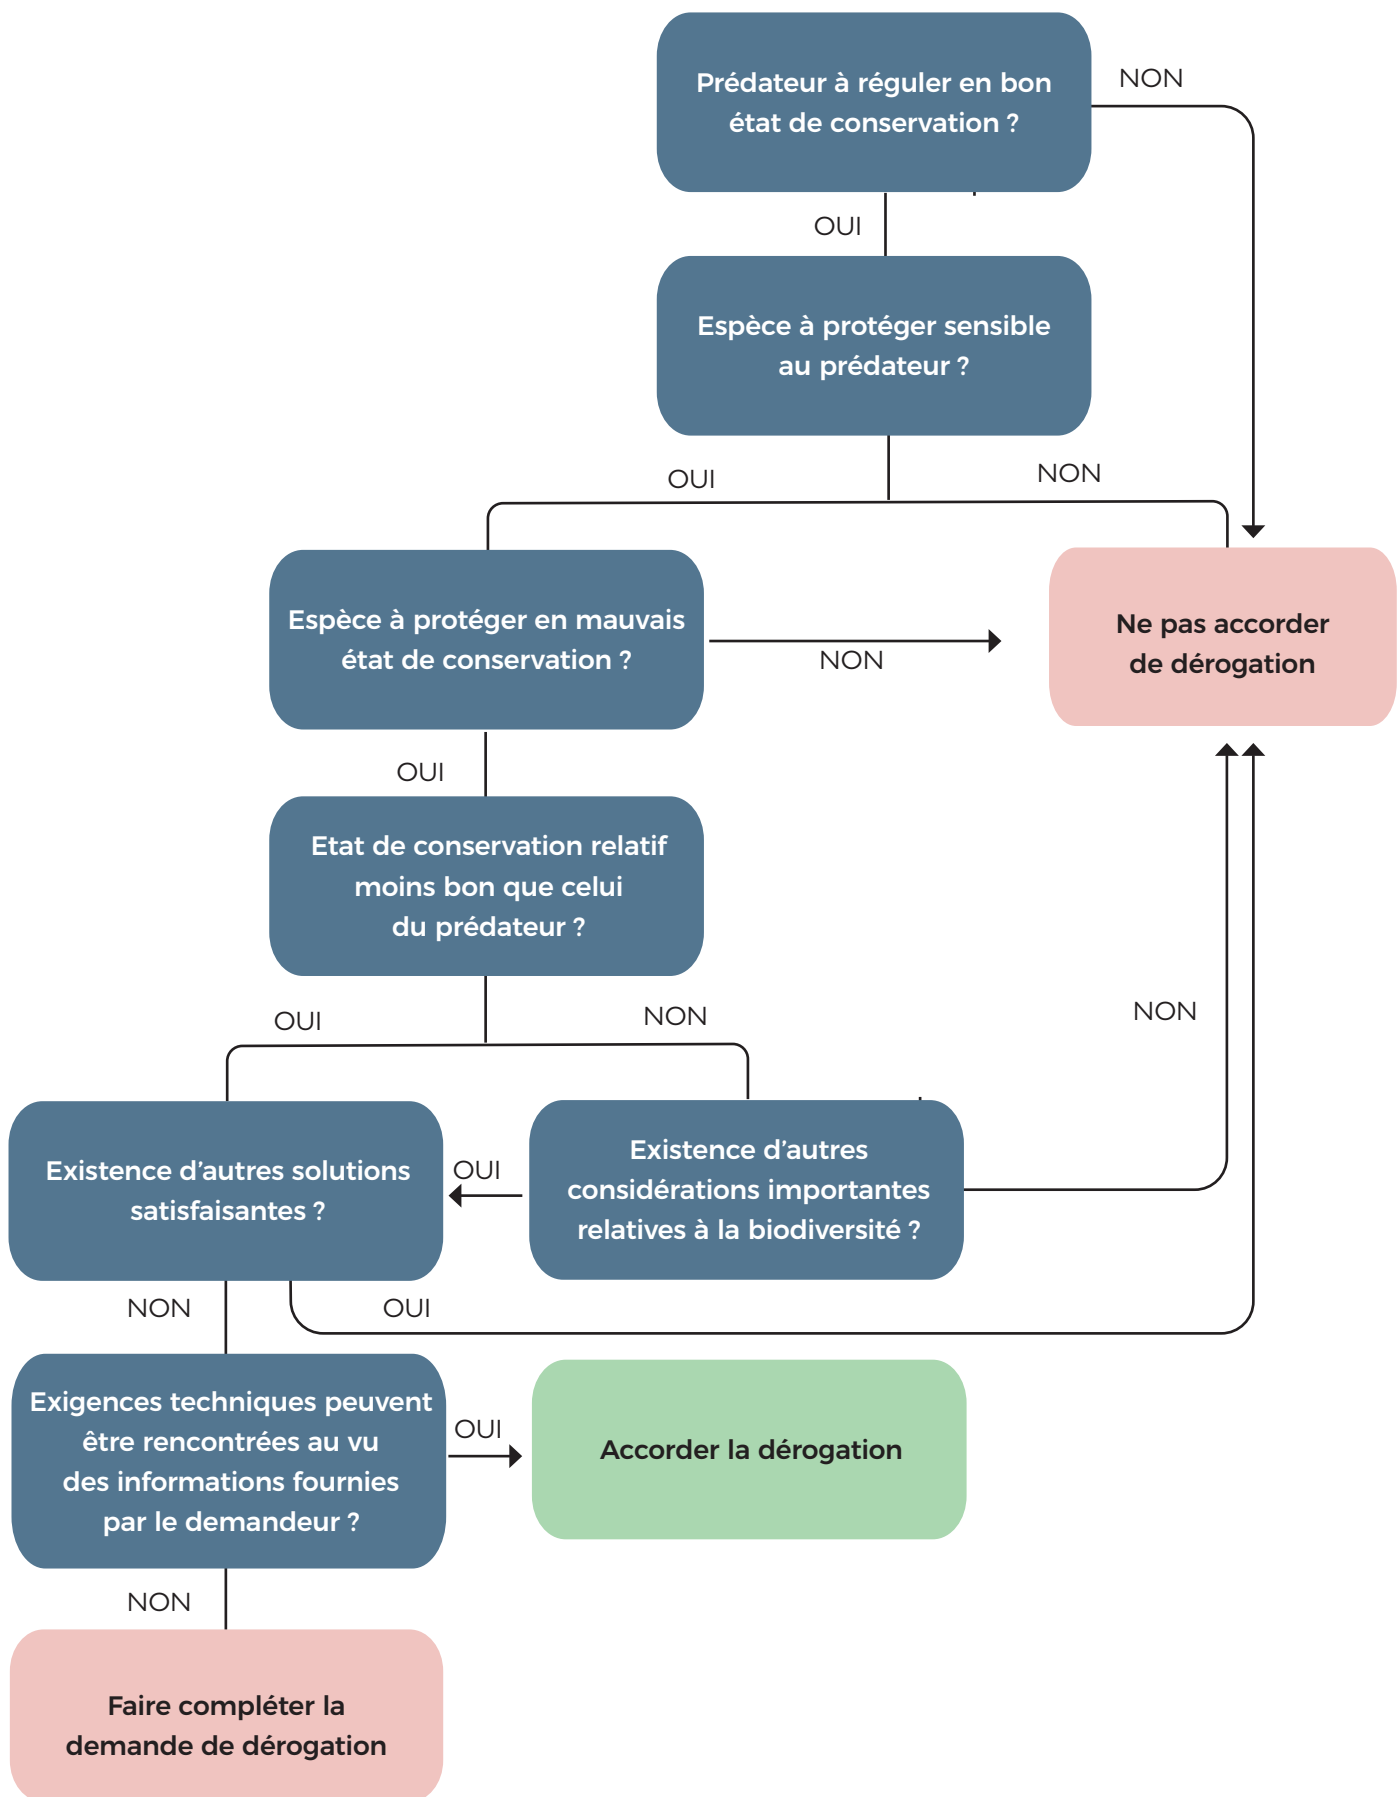 Prédateur à réguler en bon
état de conservation ?
NON
OUI
Espèce à protéger sensible
au prédateur ?
OUI
NON
Espèce à protéger en mauvais
état de conservation ?
NON
Ne pas accorder
de dérogation
OUI
Etat de conservation relatif
moins bon que celui
du prédateur ?
OUI
NON
NON
Existence d'autres solutions
satisfaisantes ?
OUI
Existence d'autres
considérations importantes
relatives à la biodiversité ?
NON
OUI
Exigences techniques peuvent
être rencontrées au vu
des informations fournies
par le demandeur ?
OUI
Accorder la dérogation
NON
Faire compléter la
demande de dérogation